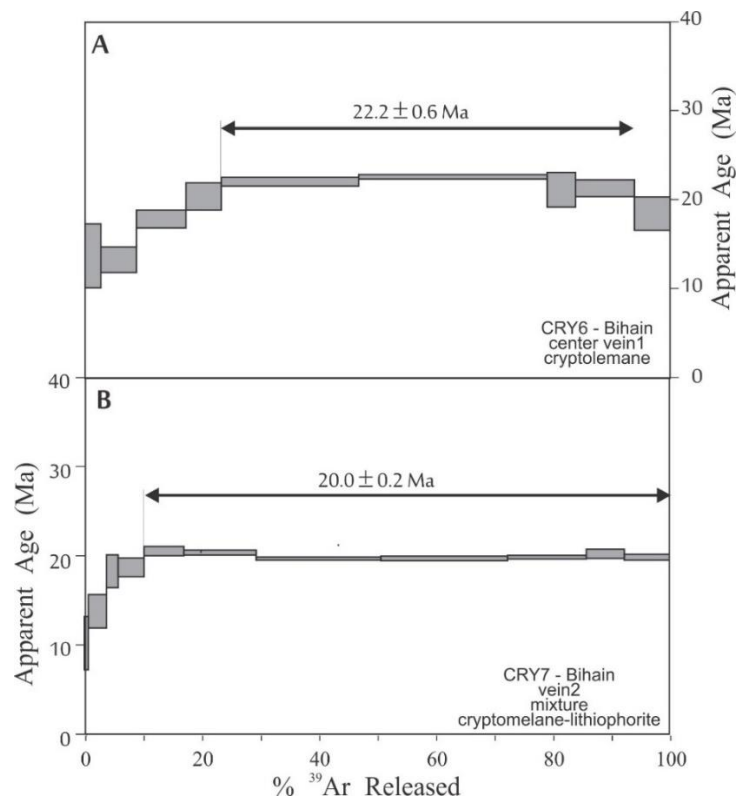 A
22.2 ± 0.6 Ma
CRY6 - Bihain
center vein1
cryptolemane
40
30
20
10
0
Apparent Age (Ma)
B
20.0 ± 0.2 Ma
CRY7 - Bihain
vein2
mixture
cryptomelane-lithiophorite
40
30
20
10
0
Apparent Age (Ma)
0 20 40 60 80 100
% ³⁹Ar Released